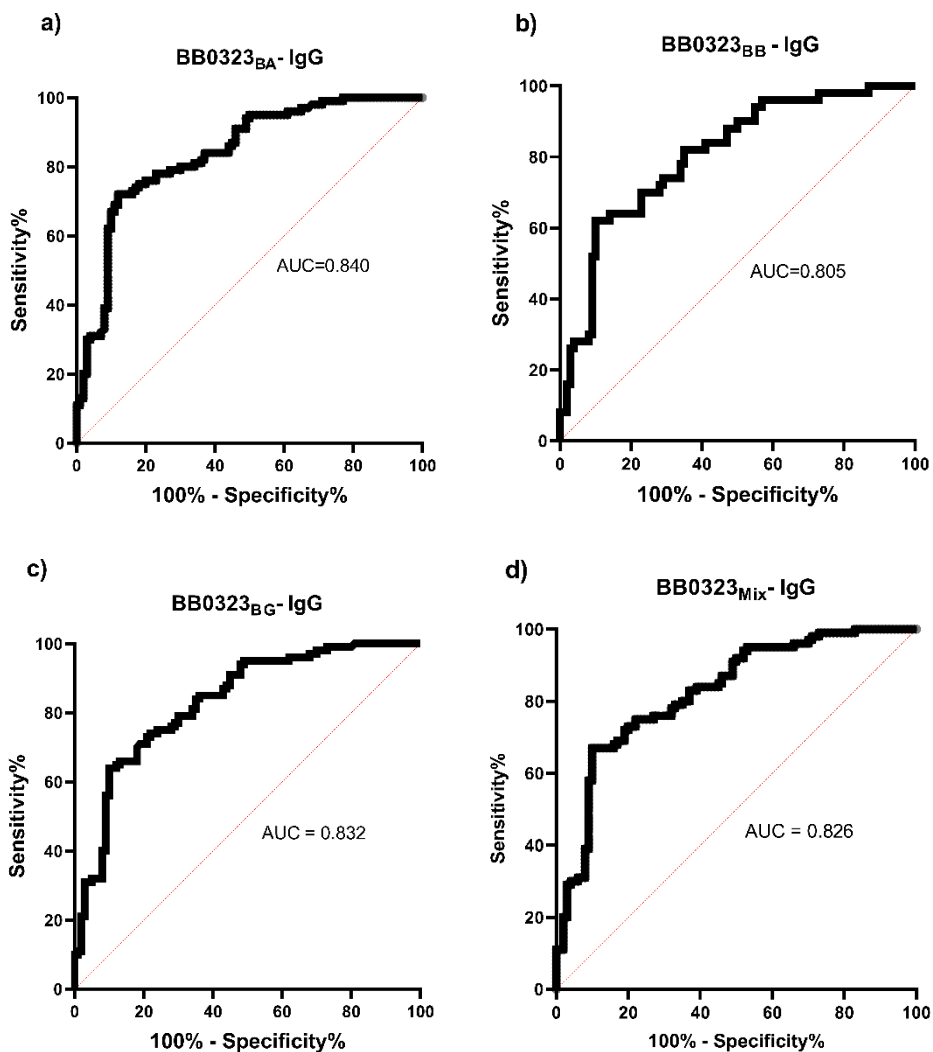 a)
BB0323BA- IgG
Sensitivity%
100
80
60
40
20
0
AUC=0.840
0 20 40 60 80 100
100% - Specificity%
b)
BB0323BB - IgG
Sensitivity%
100
80
60
40
20
0
AUC=0.805
0 20 40 60 80 100
100% - Specificity%
c)
BB0323BG- IgG
Sensitivity%
100
80
60
40
20
0
AUC = 0.832
0 20 40 60 80 100
100% - Specificity%
d)
BB0323Mix- IgG
Sensitivity%
100
80
60
40
20
0
AUC = 0.826
0 20 40 60 80 100
100% - Specificity%